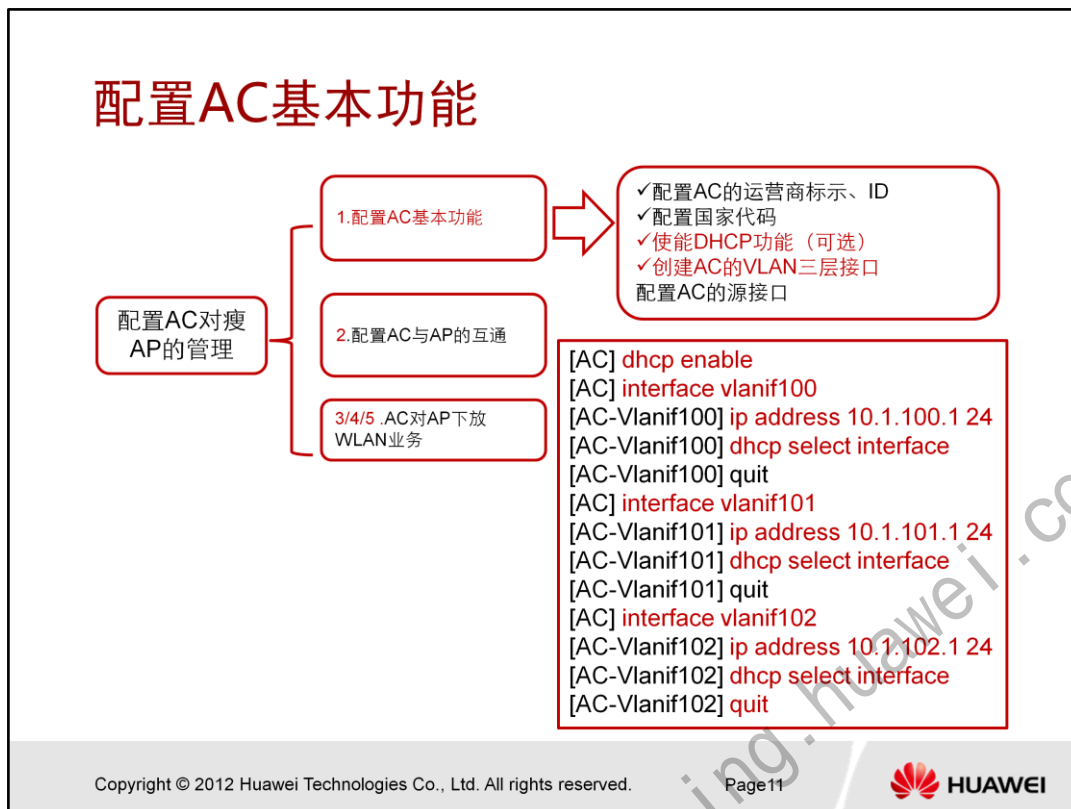 配置AC基本功能
配置AC对瘦
AP的管理
1.配置AC基本功能
✓配置AC的运营商标示、ID
✓配置国家代码
✓使能DHCP功能（可选）
✓创建AC的VLAN三层接口
配置AC的源接口
2.配置AC与AP的互通
3/4/5 .AC对AP下放
WLAN业务
[AC] dhcp enable
[AC] interface vlanif100
[AC-Vlanif100] ip address 10.1.100.1 24
[AC-Vlanif100] dhcp select interface
[AC-Vlanif100] quit
[AC] interface vlanif101
[AC-Vlanif101] ip address 10.1.101.1 24
[AC-Vlanif101] dhcp select interface
[AC-Vlanif101] quit
[AC] interface vlanif102
[AC-Vlanif102] ip address 10.1.102.1 24
[AC-Vlanif102] dhcp select interface
[AC-Vlanif102] quit
ing.huawei.co
Copyright © 2012 Huawei Technologies Co., Ltd. All rights reserved.
Page11
HUAWEI